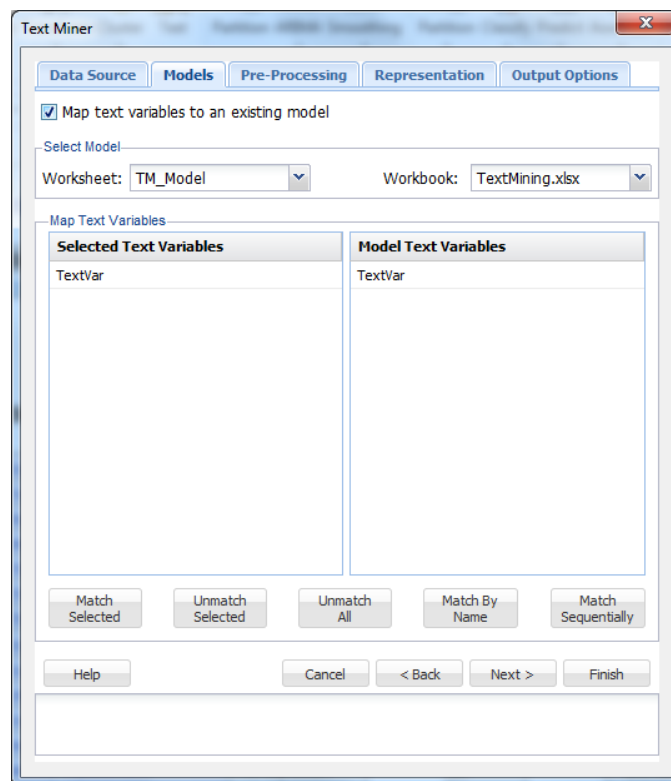 Text Miner
Data Source Models Pre-Processing Representation Output Options
Map text variables to an existing model
Select Model
Worksheet: TM_Model Workbook: TextMining.xlsx
Map Text Variables
Selected Text Variables Model Text Variables
TextVar TextVar
Match Selected Unmatch Selected Unmatch All Match By Name Match Sequentially
Help Cancel < Back Next > Finish